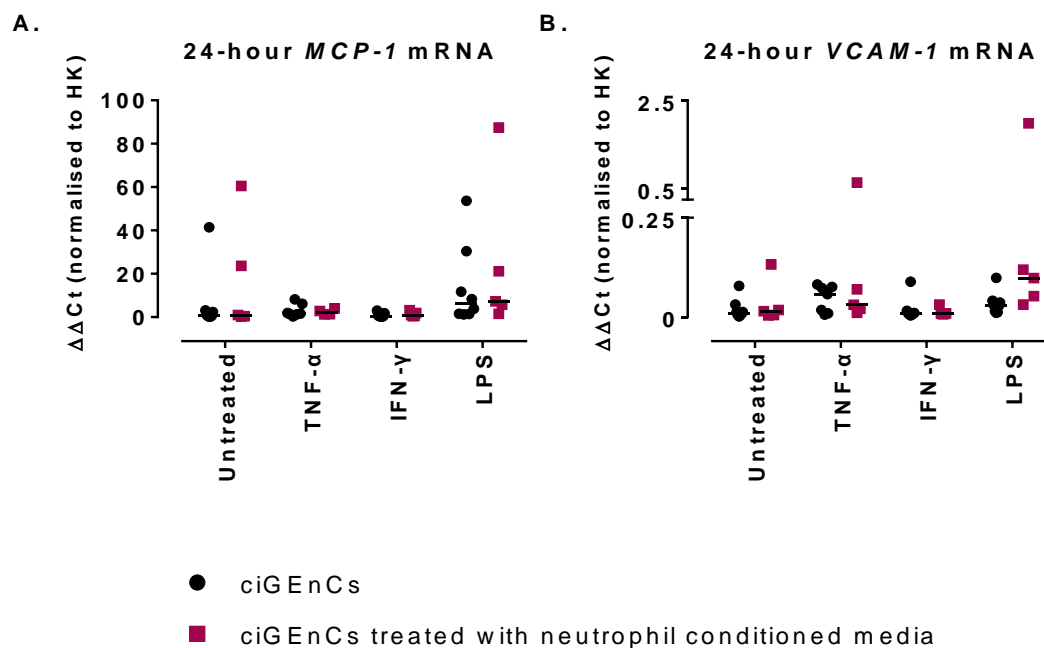 A.
24-hour MCP-1 mRNA
ΔΔCt (normalised to HK)
100
80
60
40
20
0
Untreated
TNF-α
IFN-γ
LPS
B.
24-hour VCAM-1 mRNA
ΔΔCt (normalised to HK)
2.5
0.5
0.25
0
Untreated
TNF-α
IFN-γ
LPS
ciGEnCs
ciGEnCs treated with neutrophil conditioned media